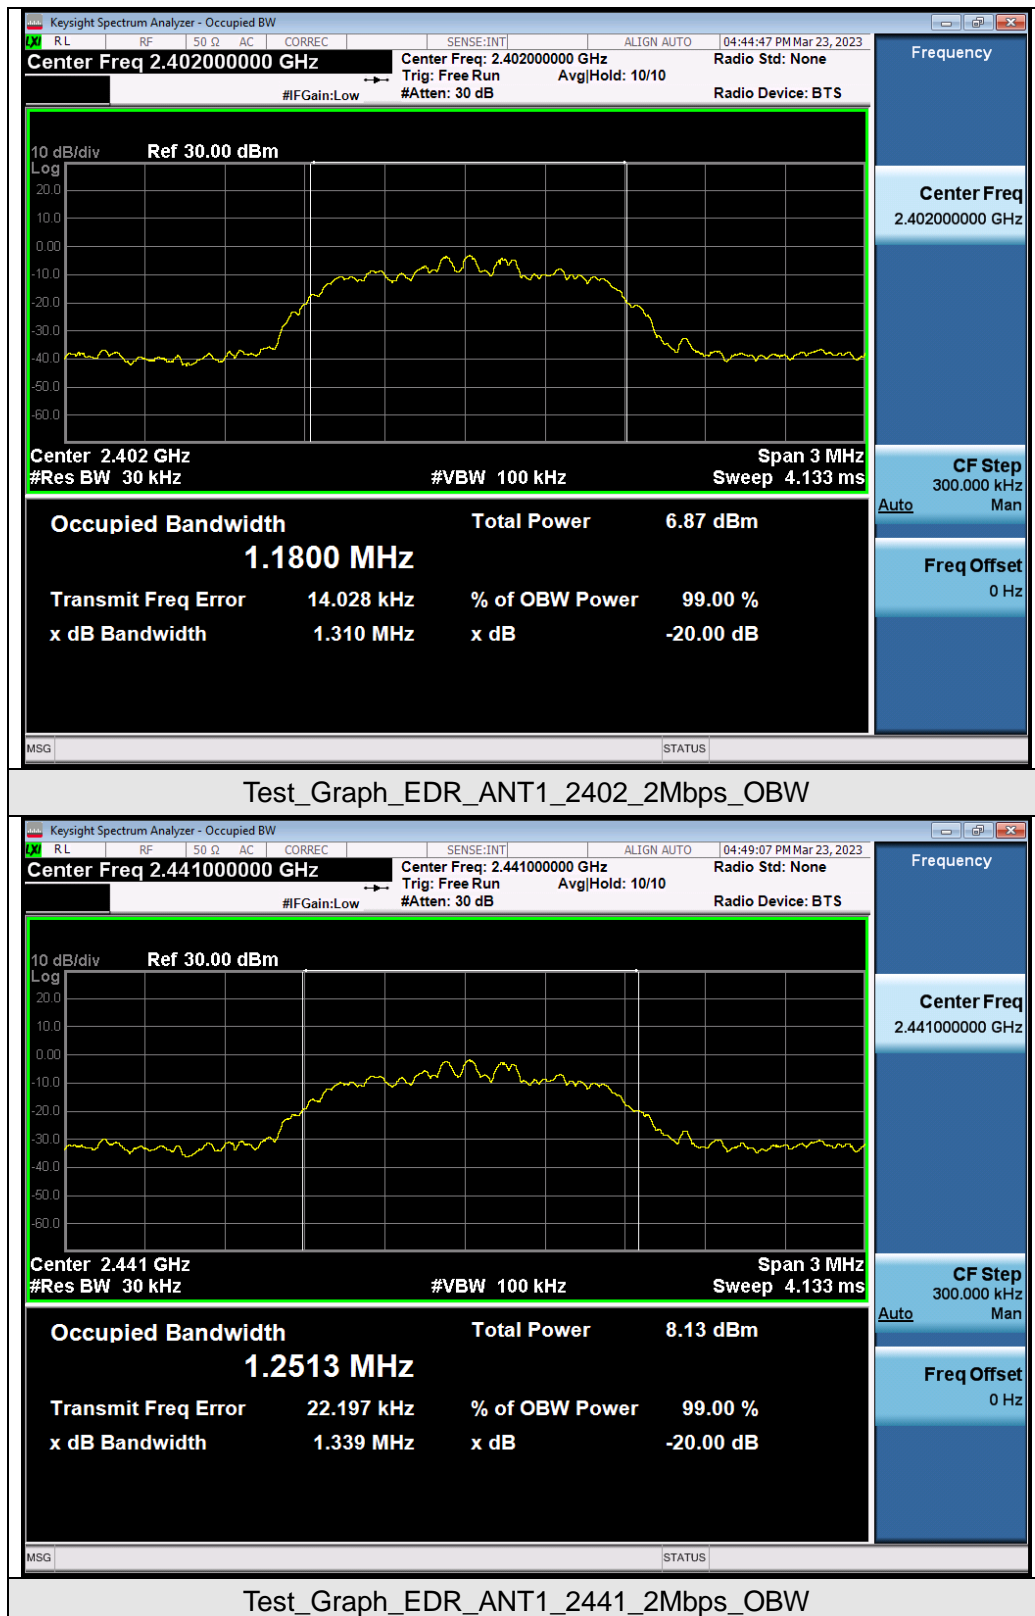 Keysight Spectrum Analyzer - Occupied BW
LXI RL RF 50 Ω AC CORREC SENSE:INT ALIGN AUTO 04:44:47 PM Mar 23, 2023
Center Freq 2.402000000 GHz
Center Freq: 2.402000000 GHz
Radio Std: None
Trig: Free Run Avg|Hold: 10/10
#IFGain:Low #Atten: 30 dB Radio Device: BTS
Frequency
10 dB/div Ref 30.00 dBm
Log
20.0
10.0
0.00
-10.0
-20.0
-30.0
-40.0
-50.0
-60.0
Center 2.402 GHz Span 3 MHz
#Res BW 30 kHz #VBW 100 kHz Sweep 4.133 ms
Center Freq
2.402000000 GHz
CF Step
300.000 kHz
Auto Man
Freq Offset
0 Hz
Occupied Bandwidth Total Power 6.87 dBm
1.1800 MHz
Transmit Freq Error 14.028 kHz % of OBW Power 99.00 %
x dB Bandwidth 1.310 MHz x dB -20.00 dB
MSG STATUS
Test_Graph_EDR_ANT1_2402_2Mbps_OBW
Keysight Spectrum Analyzer - Occupied BW
LXI RL RF 50 Ω AC CORREC SENSE:INT ALIGN AUTO 04:49:07 PM Mar 23, 2023
Center Freq 2.441000000 GHz
Center Freq: 2.441000000 GHz
Radio Std: None
Trig: Free Run Avg|Hold: 10/10
#IFGain:Low #Atten: 30 dB Radio Device: BTS
Frequency
10 dB/div Ref 30.00 dBm
Log
20.0
10.0
0.00
-10.0
-20.0
-30.0
-40.0
-50.0
-60.0
Center 2.441 GHz Span 3 MHz
#Res BW 30 kHz #VBW 100 kHz Sweep 4.133 ms
Center Freq
2.441000000 GHz
CF Step
300.000 kHz
Auto Man
Freq Offset
0 Hz
Occupied Bandwidth Total Power 8.13 dBm
1.2513 MHz
Transmit Freq Error 22.197 kHz % of OBW Power 99.00 %
x dB Bandwidth 1.339 MHz x dB -20.00 dB
MSG STATUS
Test_Graph_EDR_ANT1_2441_2Mbps_OBW